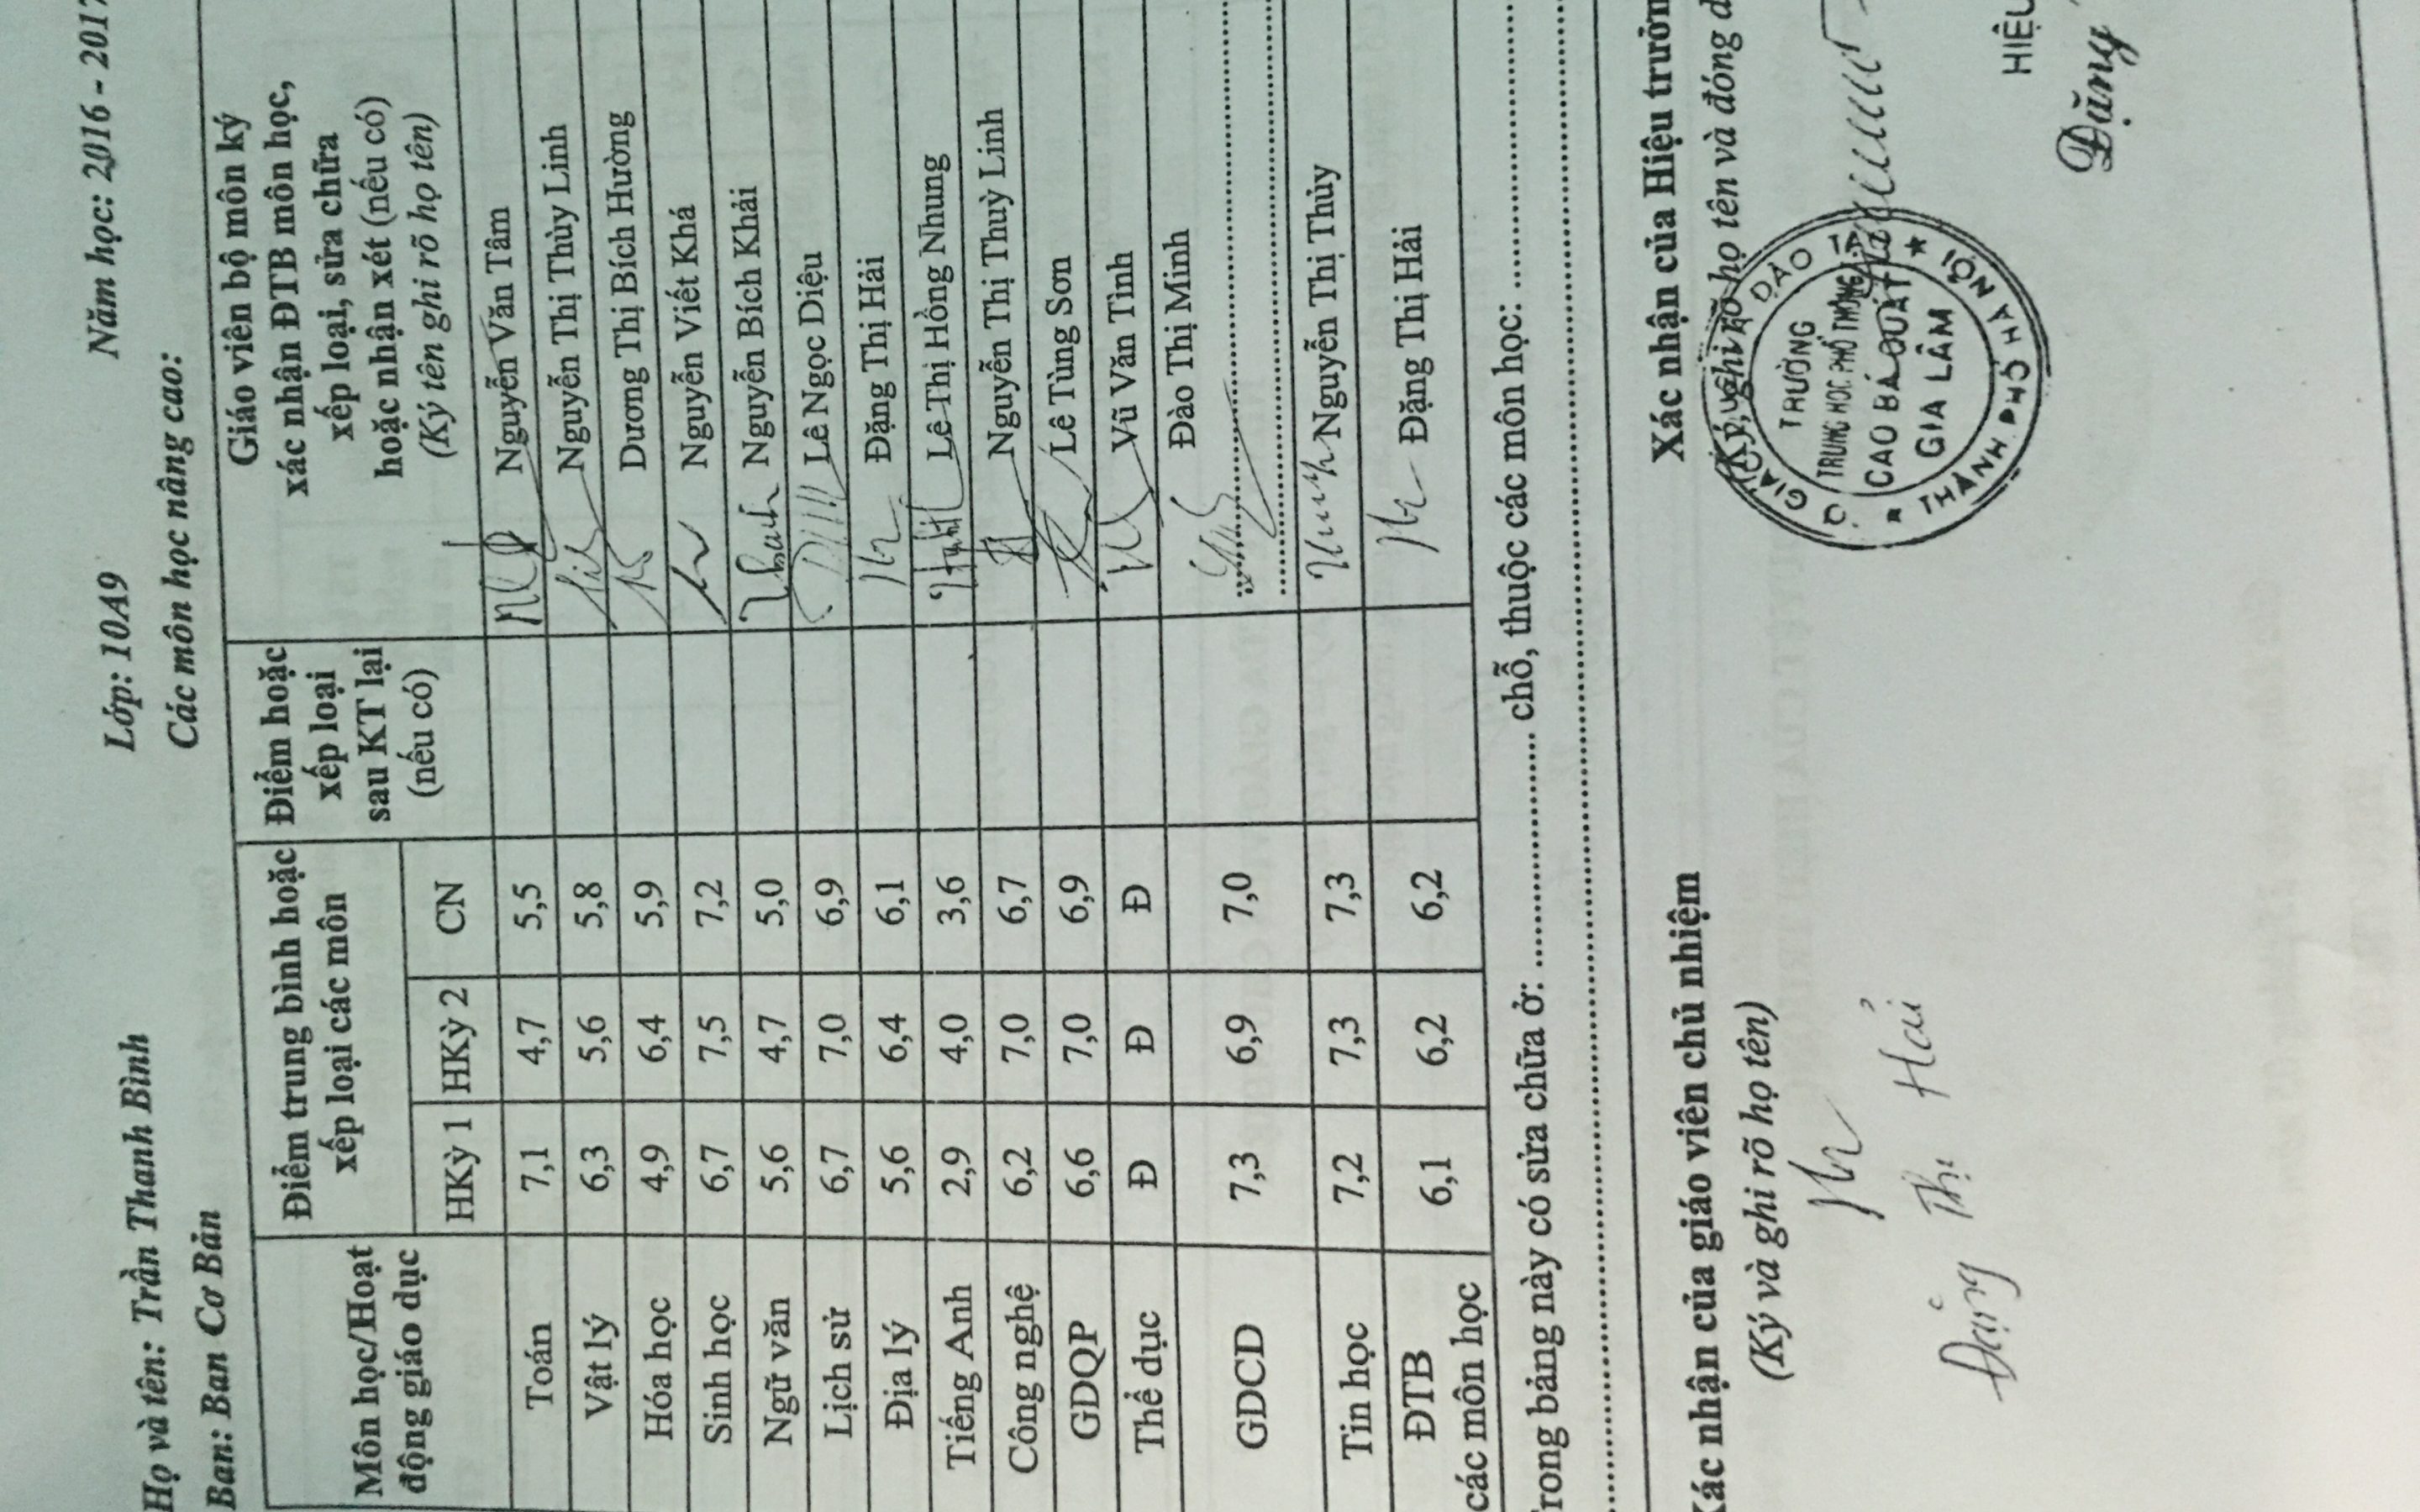 Họ và tên: Trần Thanh Bình Lớp: 10A9 Năm học: 2016 - 2017
Ban: Ban Cơ Bản Các môn học nâng cao:
Môn học/Hoạt động giáo dục
Điểm trung bình hoặc xếp loại các môn
Điểm hoặc xếp loại sau KT lại (nếu có)
Giáo viên bộ môn ký xác nhận ĐTB môn học, xếp loại, sửa chữa hoặc nhận xét (nếu có) (Ký tên ghi rõ họ tên)
HKỳ 1 HKỳ 2 CN
Toán 7,1 4,7 5,5 Nguyễn Văn Tâm
Vật lý 6,3 5,6 5,8 Nguyễn Thị Thùy Linh
Hóa học 4,9 6,4 5,9 Dương Thị Bích Hường
Sinh học 6,7 7,5 7,2 Nguyễn Viết Khá
Ngữ văn 5,6 4,7 5,0 Nguyễn Bích Khải
Lịch sử 6,7 7,0 6,9 Lê Ngọc Diệu
Địa lý 5,6 6,4 6,1 Đặng Thị Hải
Tiếng Anh 2,9 4,0 3,6 Lê Thị Hồng Nhung
Công nghệ 6,2 7,0 6,7 Nguyễn Thị Thuỳ Linh
GDQP 6,6 7,0 6,9 Lê Tùng Sơn
Thể dục Đ Đ Đ Vũ Văn Tình
GDCD 7,3 6,9 7,0 Đào Thị Minh
Tin học 7,2 7,3 7,3 Nguyễn Thị Thủy
ĐTB các môn học 6,1 6,2 6,2 Đặng Thị Hải
rong bảng này có sửa chữa ở: ............ chỗ, thuộc các môn học: ............
Xác nhận của giáo viên chủ nhiệm
(Ký và ghi rõ họ tên)
Đặng Thị Hải
Xác nhận của Hiệu trưởn
(Ký, ghi rõ họ tên và đóng d
GIÁO ĐẠO T
TRƯỜNG
TRUNG HỌC PHỔ THÔNG
CAO BÁ QUÁT
GIA LÂM
THÀNH PHỐ HÀ NỘI
HIỆU
Đặng